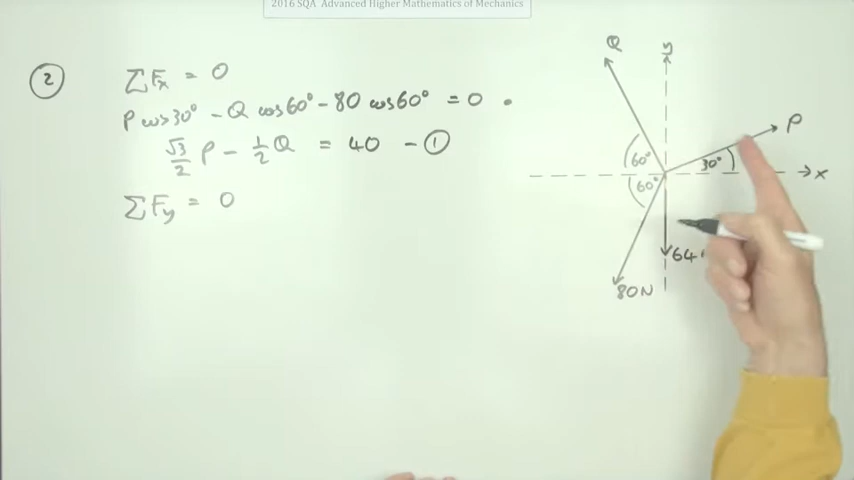 2016 SQA Advanced Higher Mathematics of Mechanics
2
ΣFx = 0
P cos30° - Q cos60° - 80 cos60° = 0 .
√3/2 P - 1/2 Q = 40 - ①
ΣFy = 0
Q
y
P
60°
30°
x
60°
64
80N